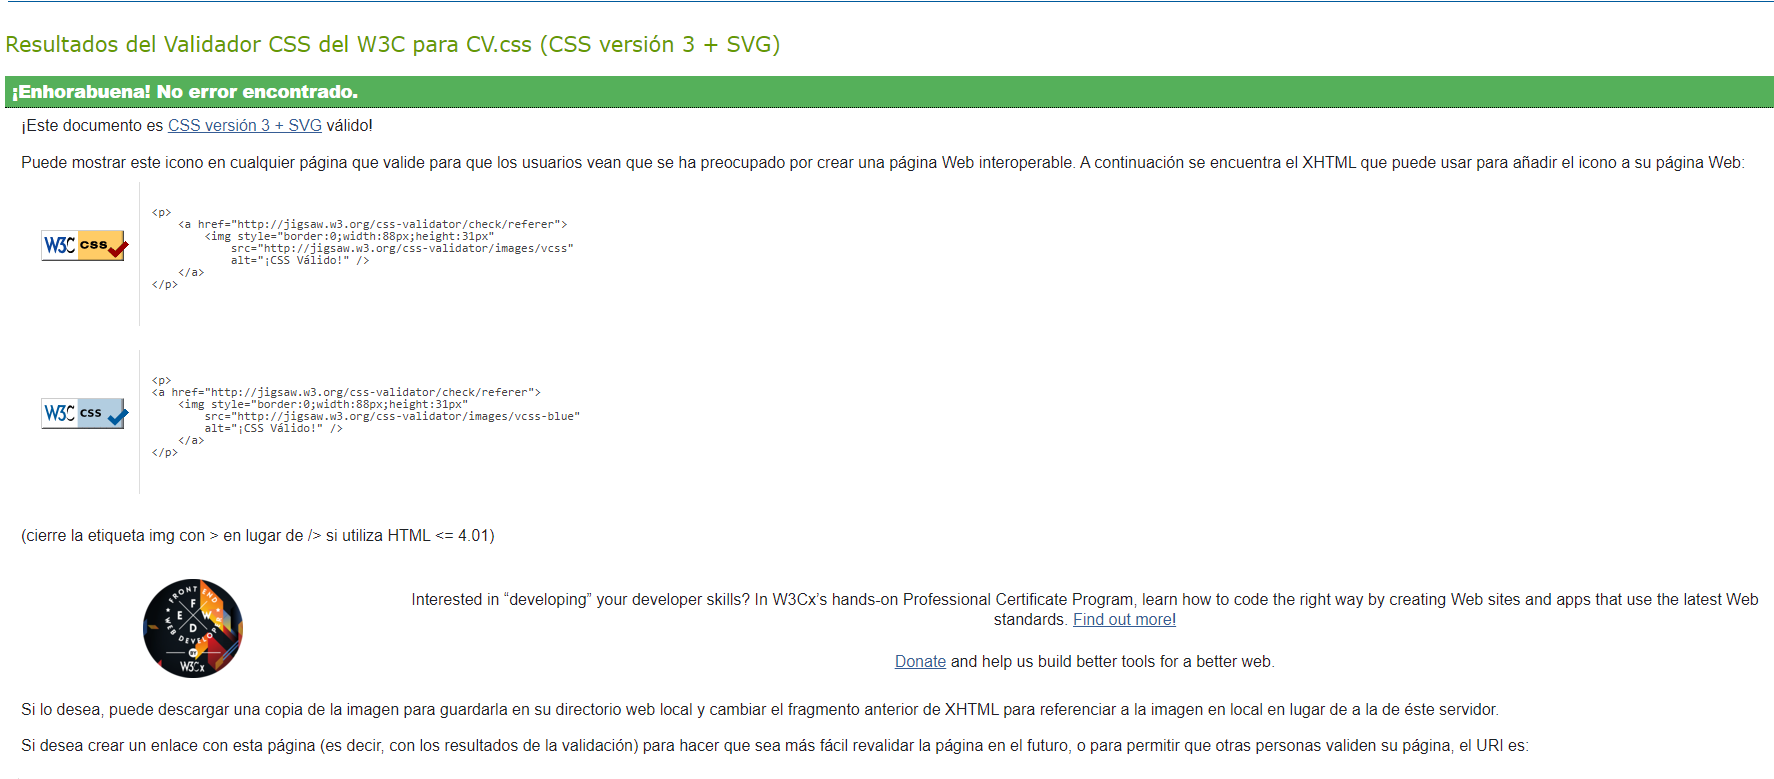 Resultados del Validador CSS del W3C para CV.css (CSS versión 3 + SVG)
¡Enhorabuena! No error encontrado.
¡Este documento es CSS versión 3 + SVG válido!
Puede mostrar este icono en cualquier página que valide para que los usuarios vean que se ha preocupado por crear una página Web interoperable. A continuación se encuentra el XHTML que puede usar para añadir el icono a su página Web:
W3C css
<p>
<a href="http://jigsaw.w3.org/css-validator/check/referer">
<img style="border:0;width:88px;height:31px"
src="http://jigsaw.w3.org/css-validator/images/vcss"
alt="¡CSS Válido!" />
</a>
</p>
W3C css
<p>
<a href="http://jigsaw.w3.org/css-validator/check/referer">
<img style="border:0;width:88px;height:31px"
src="http://jigsaw.w3.org/css-validator/images/vcss-blue"
alt="¡CSS Válido!" />
</a>
</p>
(cierre la etiqueta img con > en lugar de /> si utiliza HTML <= 4.01)
FRONT END
F
E W
D
WEB DEVELOPER
BY
W3Cx
Interested in “developing” your developer skills? In W3Cx’s hands-on Professional Certificate Program, learn how to code the right way by creating Web sites and apps that use the latest Web
standards. Find out more!
Donate and help us build better tools for a better web.
Si lo desea, puede descargar una copia de la imagen para guardarla en su directorio web local y cambiar el fragmento anterior de XHTML para referenciar a la imagen en local en lugar de a la de éste servidor.
Si desea crear un enlace con esta página (es decir, con los resultados de la validación) para hacer que sea más fácil revalidar la página en el futuro, o para permitir que otras personas validen su página, el URI es: